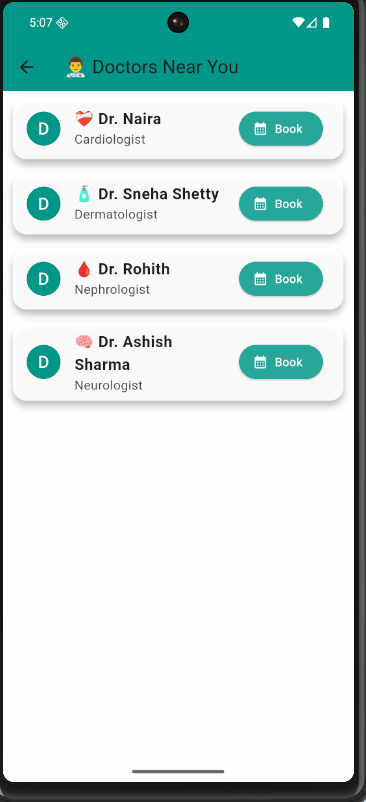 5:07
👨‍⚕️ Doctors Near You
D
❤️‍🩹 Dr. Naira
Cardiologist
Book
D
🧴 Dr. Sneha Shetty
Dermatologist
Book
D
🩸 Dr. Rohith
Nephrologist
Book
D
🧠 Dr. Ashish
Sharma
Neurologist
Book